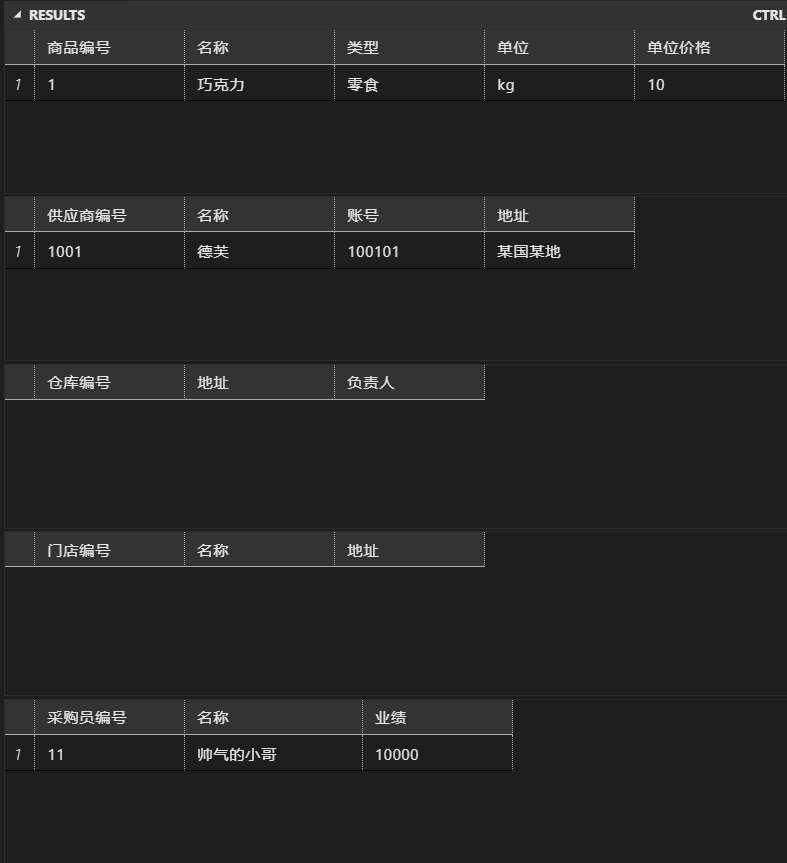 RESULTS CTRL
商品编号 名称 类型 单位 单位价格
1 1 巧克力 零食 kg 10
供应商编号 名称 账号 地址
1 1001 德芙 100101 某国某地
仓库编号 地址 负责人
门店编号 名称 地址
采购员编号 名称 业绩
1 11 帅气的小哥 10000